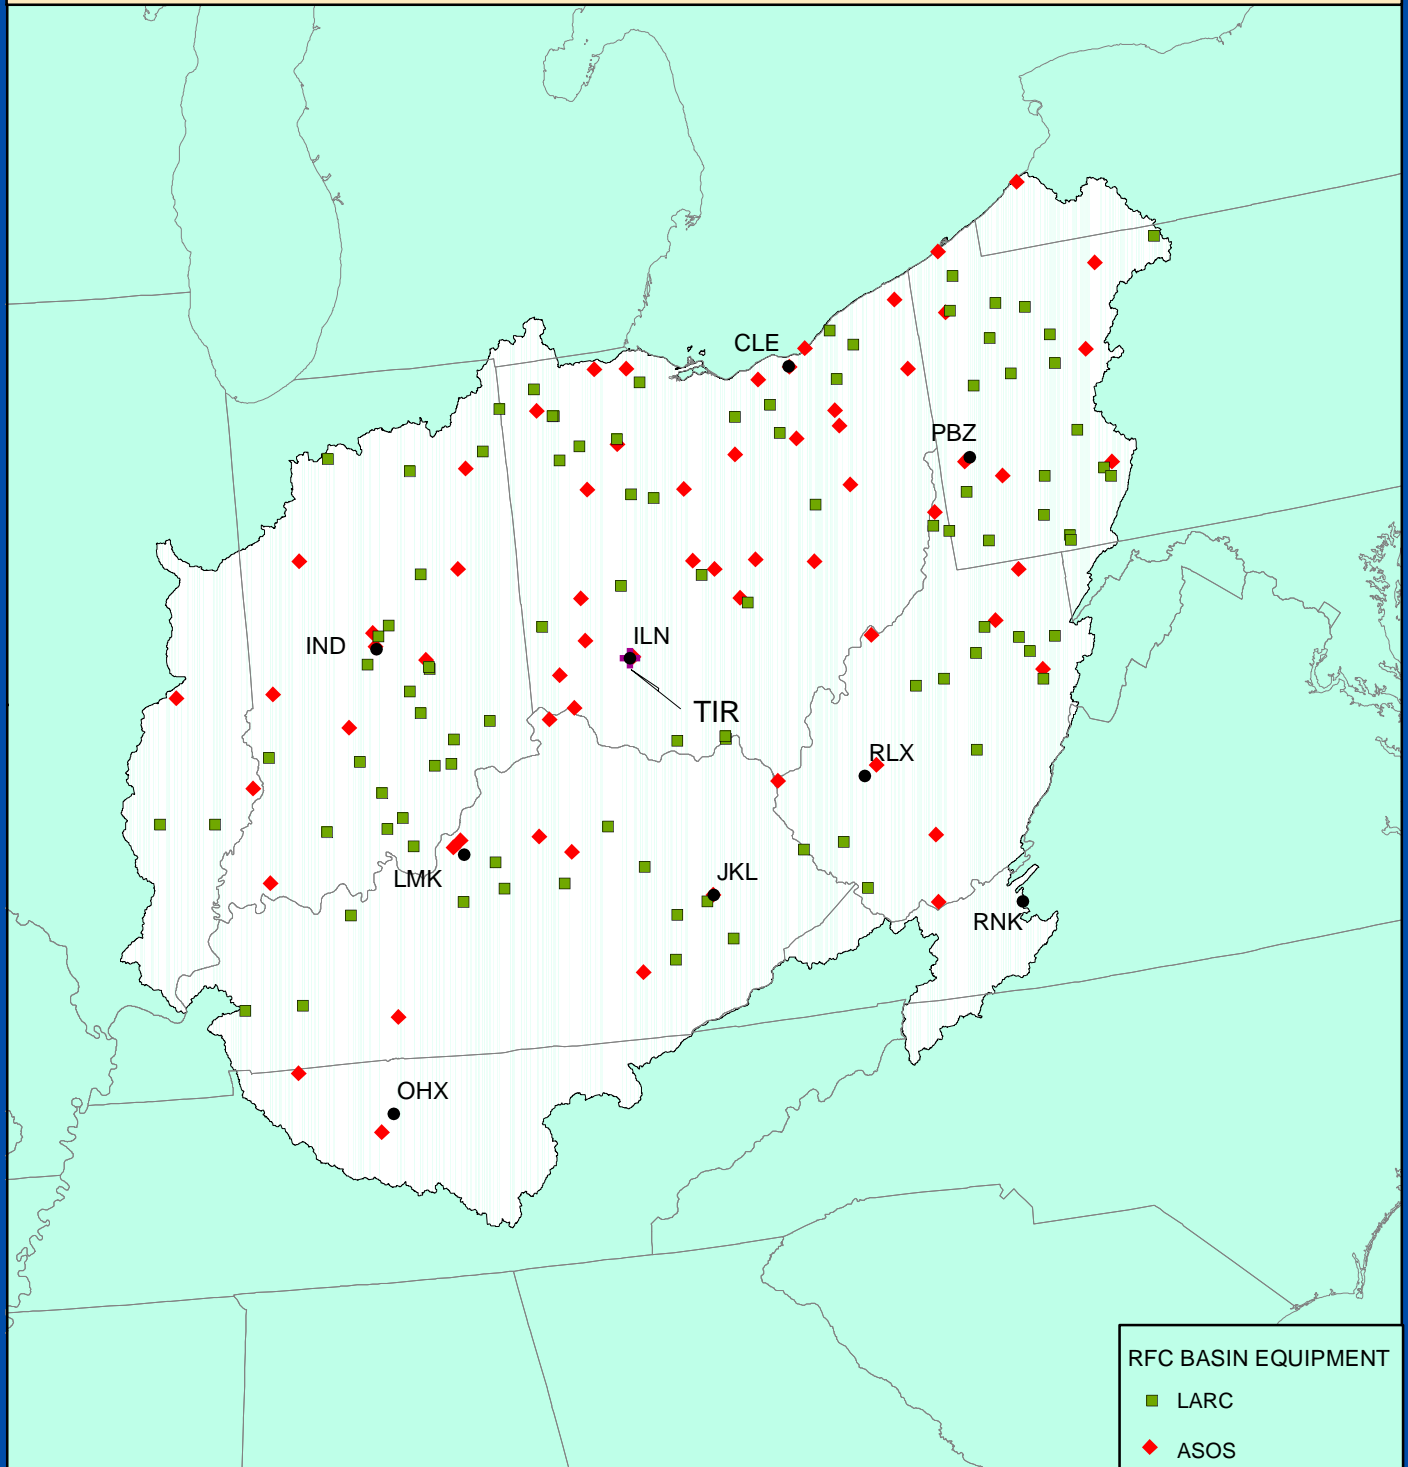 CLE
PBZ
ILN
IND
TIR
RLX
JKL
LMK
RNK
OHX
RFC BASIN EQUIPMENT
LARC
ASOS